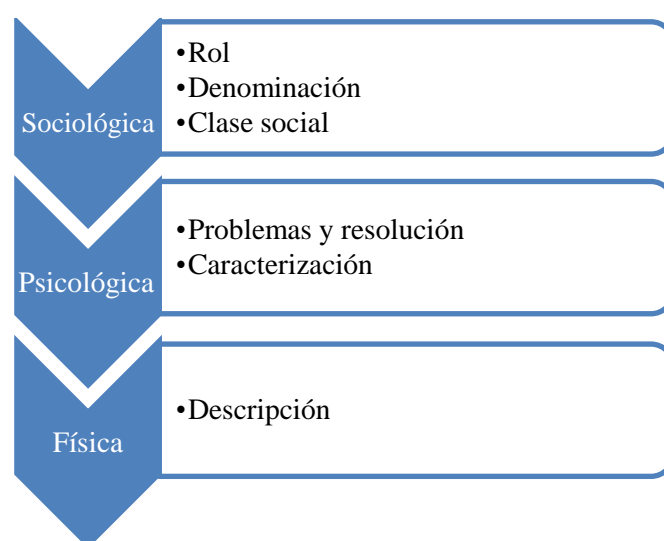 Sociológica
•Rol
•Denominación
•Clase social
Psicológica
•Problemas y resolución
•Caracterización
Física
•Descripción